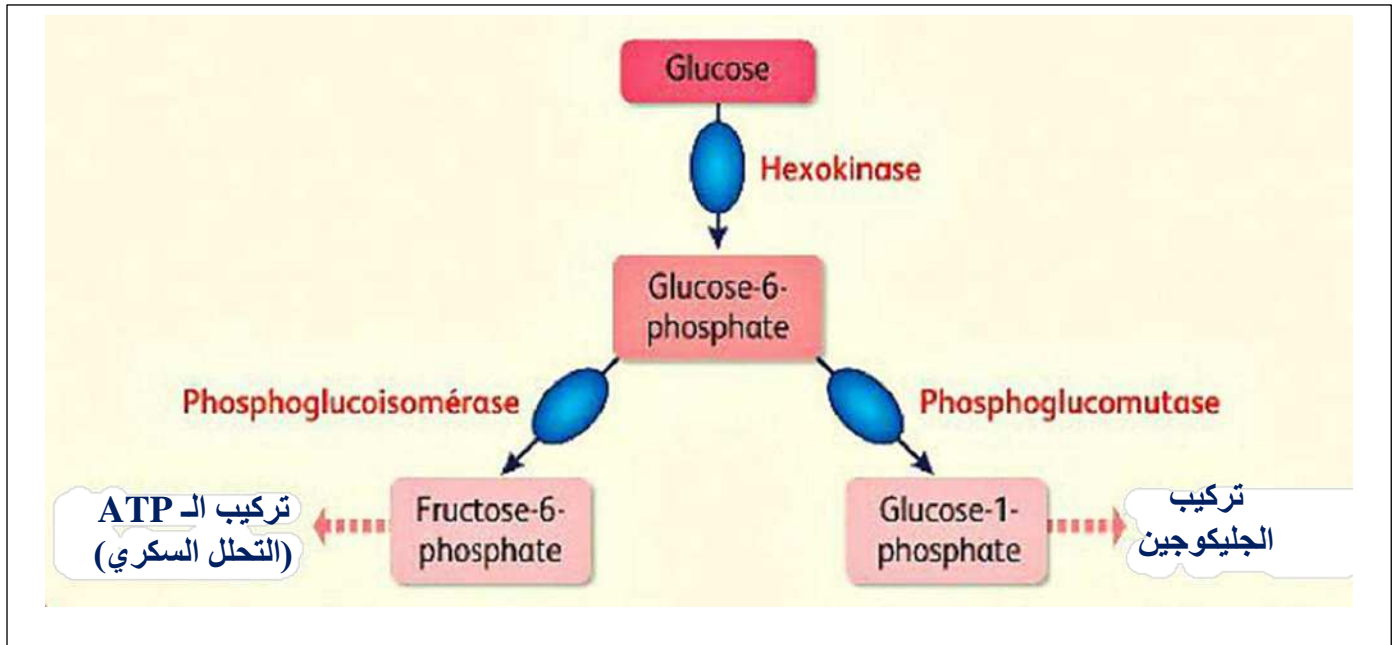 Glucose
Hexokinase
Glucose-6-
phosphate
Phosphoglucoisomérase
Phosphoglucomutase
تركيب الـ ATP
(التحلل السكري)
Fructose-6-
phosphate
Glucose-1-
phosphate
تركيب
الجليكوجين